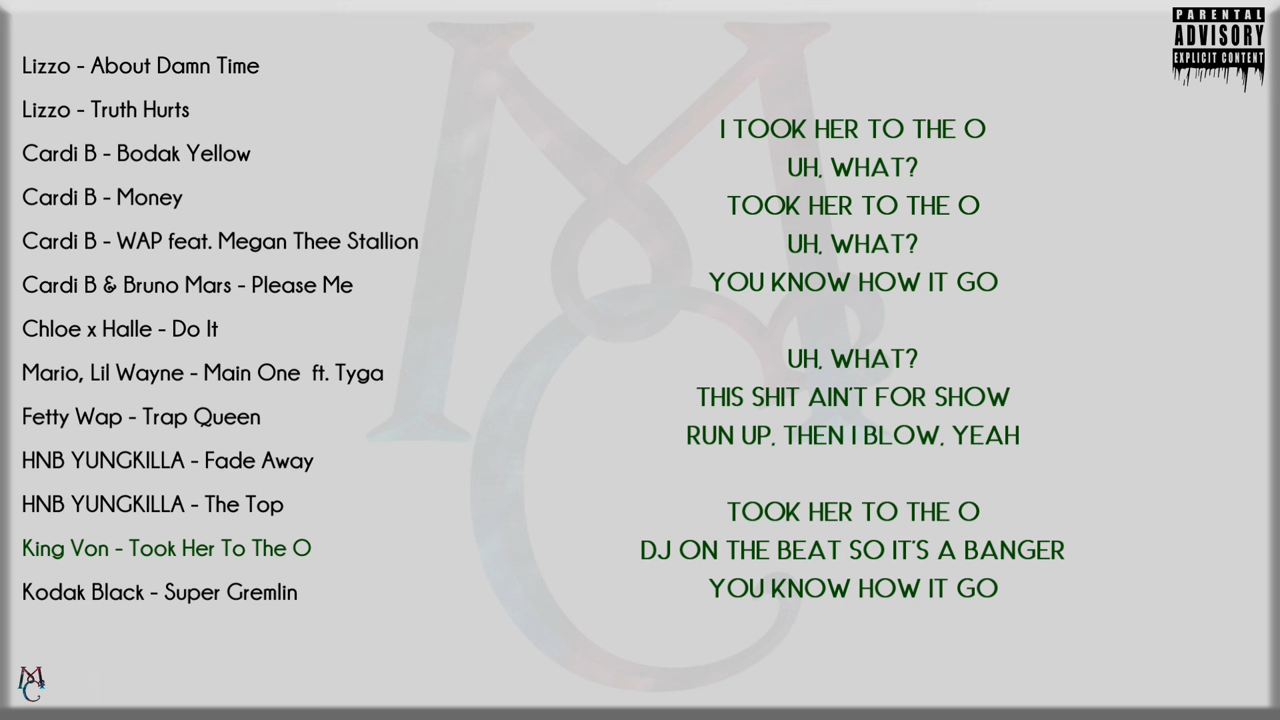 PARENTAL
ADVISORY
EXPLICIT CONTENT
Lizzo - About Damn Time
Lizzo - Truth Hurts
Cardi B - Bodak Yellow
Cardi B - Money
Cardi B - WAP feat. Megan Thee Stallion
Cardi B & Bruno Mars - Please Me
Chloe x Halle - Do It
Mario, Lil Wayne - Main One ft. Tyga
Fetty Wap - Trap Queen
HNB YUNGKILLA - Fade Away
HNB YUNGKILLA - The Top
King Von - Took Her To The O
Kodak Black - Super Gremlin
I TOOK HER TO THE O
UH, WHAT?
TOOK HER TO THE O
UH, WHAT?
YOU KNOW HOW IT GO
UH, WHAT?
THIS SHIT AIN'T FOR SHOW
RUN UP, THEN I BLOW, YEAH
TOOK HER TO THE O
DJ ON THE BEAT SO IT'S A BANGER
YOU KNOW HOW IT GO
MC